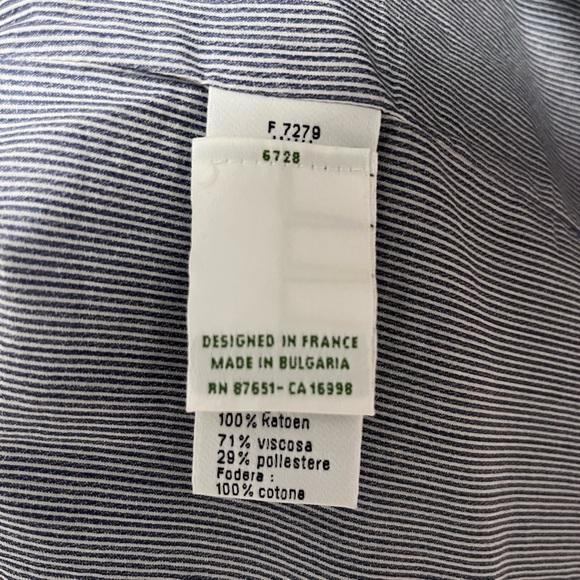 F 7279
6728
DESIGNED IN FRANCE
MADE IN BULGARIA
RN 87651- CA 16998
100% Katoen
71% viscosa
29% poliestere
Fodera :
100% cotone